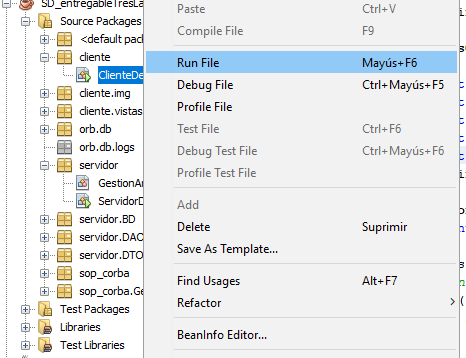 SD_entregableTresLa
Source Packages
<default pack
cliente
ClienteDe
cliente.img
cliente.vistas
orb.db
orb.db.logs
servidor
GestionAn
ServidorD
servidor.BD
servidor.DAO
servidor.DTO
sop_corba
sop_corba.Ge
Test Packages
Libraries
Test Libraries
Paste Ctrl+V
Compile File F9
Run File Mayús+F6
Debug File Ctrl+Mayús+F5
Profile File
Test File Ctrl+F6
Debug Test File Ctrl+Mayús+F6
Profile Test File
Add
Delete Suprimir
Save As Template...
Find Usages Alt+F7
Refactor
BeanInfo Editor...